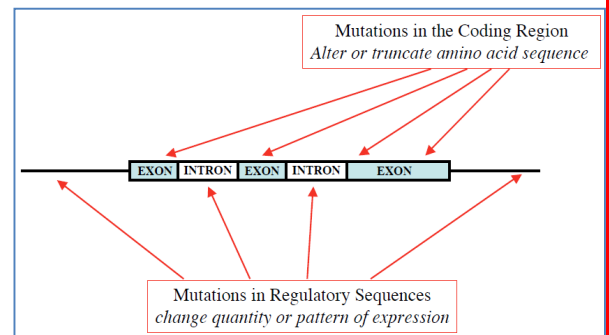 Mutations in the Coding Region
Alter or truncate amino acid sequence
EXON INTRON EXON INTRON EXON
Mutations in Regulatory Sequences
change quantity or pattern of expression